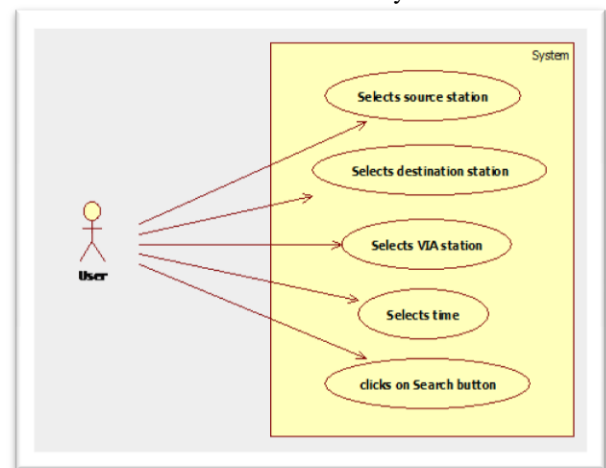 System
Selects source station
Selects destination station
Selects VIA station
User
Selects time
clicks on Search button